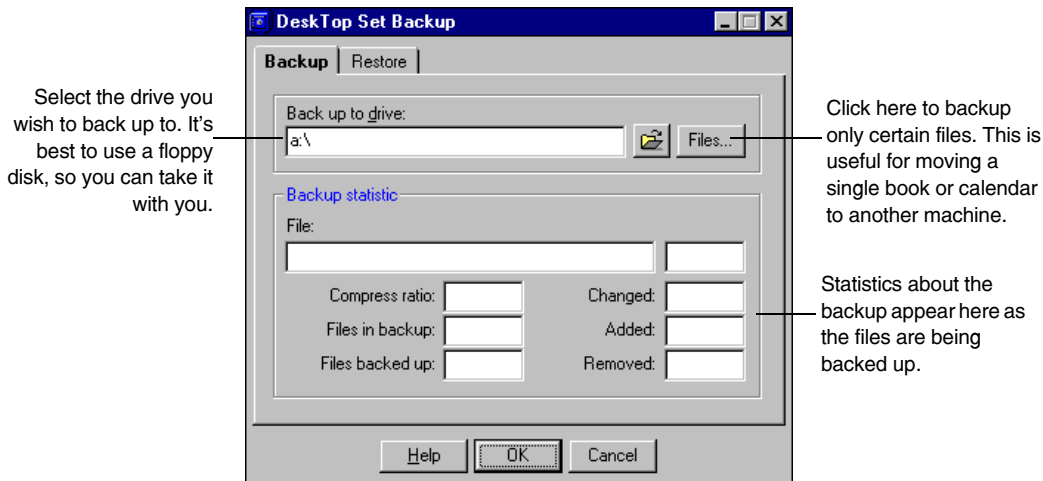 DeskTop Set Backup
Backup Restore
Select the drive you
wish to back up to. It's
best to use a floppy
disk, so you can take it
with you.
Back up to drive:
a:\
Files...
Click here to backup
only certain files. This is
useful for moving a
single book or calendar
to another machine.
Backup statistic
File:
Compress ratio:
Changed:
Files in backup:
Added:
Files backed up:
Removed:
Statistics about the
backup appear here as
the files are being
backed up.
Help OK Cancel